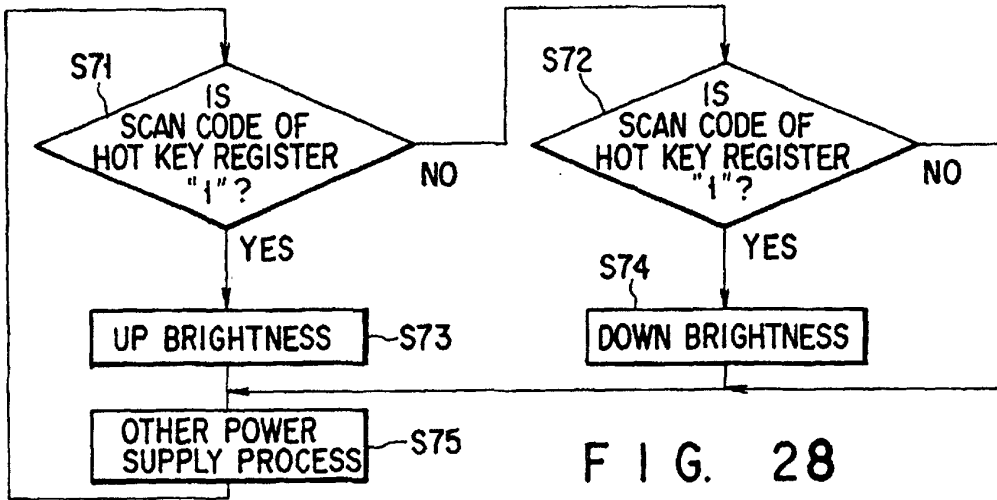 S71
IS
SCAN CODE OF
HOT KEY REGISTER
"1"?
NO
YES
S72
IS
SCAN CODE OF
HOT KEY REGISTER
"1"?
NO
YES
UP BRIGHTNESS
S73
S74
DOWN BRIGHTNESS
OTHER POWER
SUPPLY PROCESS
S75
FIG. 28